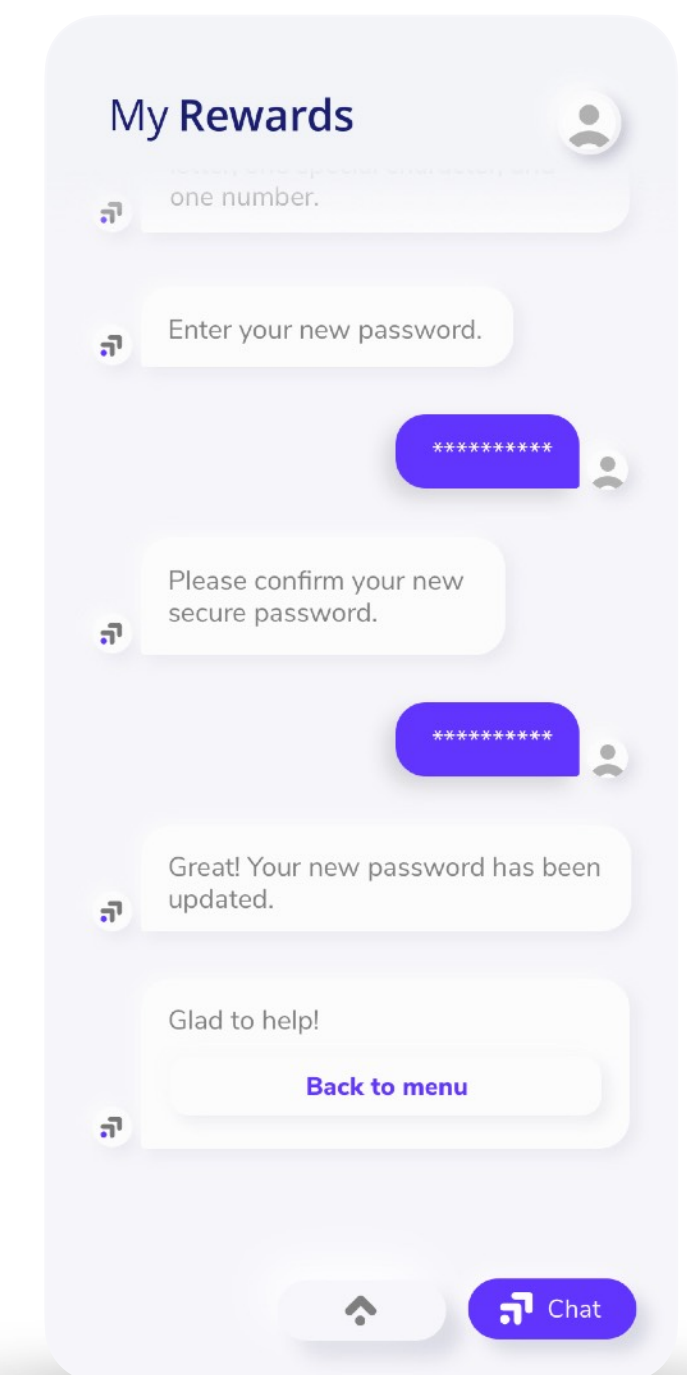 My Rewards
one number.
Enter your new password.
**********
Please confirm your new
secure password.
**********
Great! Your new password has been
updated.
Glad to help!
Back to menu
Chat